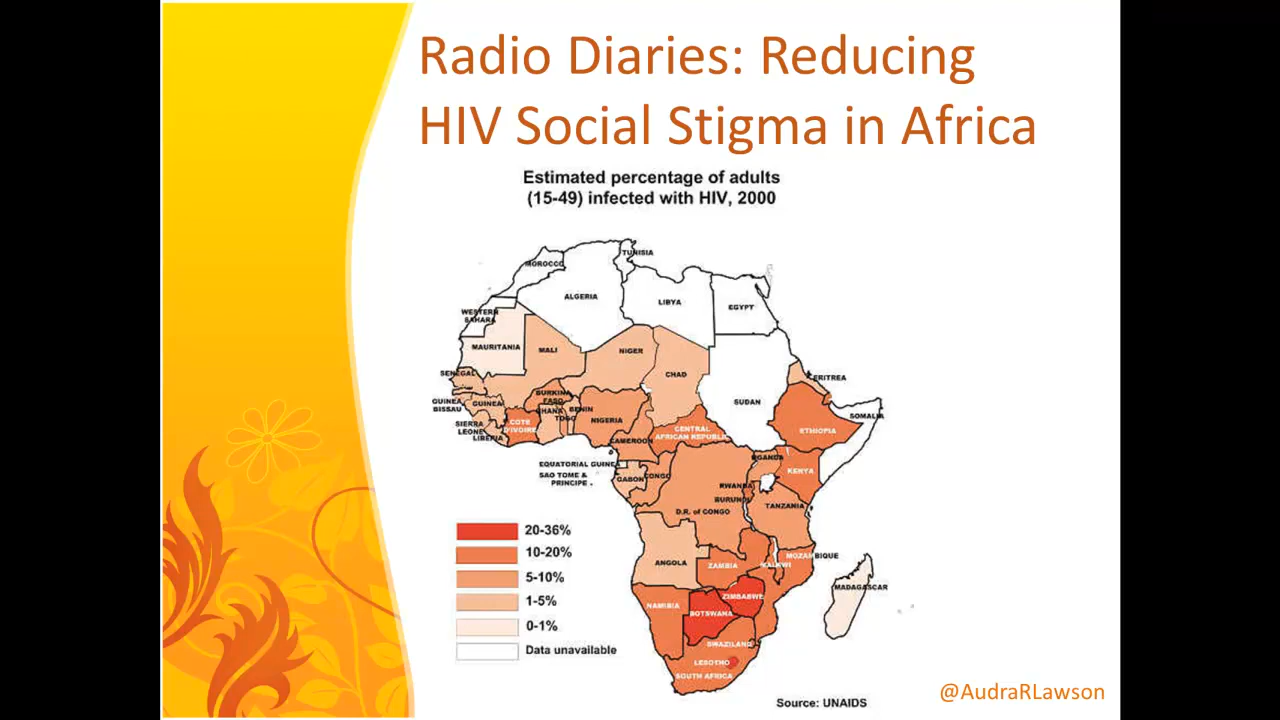 Radio Diaries: Reducing
HIV Social Stigma in Africa
Estimated percentage of adults
(15-49) infected with HIV, 2000
TUNISIA
MOROCCO
ALGERIA
LIBYA
EGYPT
WESTERN
SAHARA
MAURITANIA
MALI
NIGER
CHAD
SUDAN
ERITREA
SENEGAL
GUINEA
BISSAU
GUINEA
BURKINA
FASO
GHANA
BENIN
TOGO
NIGERIA
SOMALIA
SIERRA
LEONE
LIBERIA
COTE
D'IVOIRE
CENTRAL
AFRICAN REPUBLIC
ETHIOPIA
CAMEROON
EQUATORIAL GUINEA
SAO TOME &
PRINCIPE
GABON
CONGO
UGANDA
KENYA
RWANDA
BURUNDI
D.R. of CONGO
TANZANIA
ANGOLA
ZAMBIA
MALAWI
MOZAMBIQUE
MADAGASCAR
NAMIBIA
ZIMBABWE
BOTSWANA
SWAZILAND
LESOTHO
SOUTH AFRICA
20-36%
10-20%
5-10%
1-5%
0-1%
Data unavailable
Source: UNAIDS
@AudraRLawson